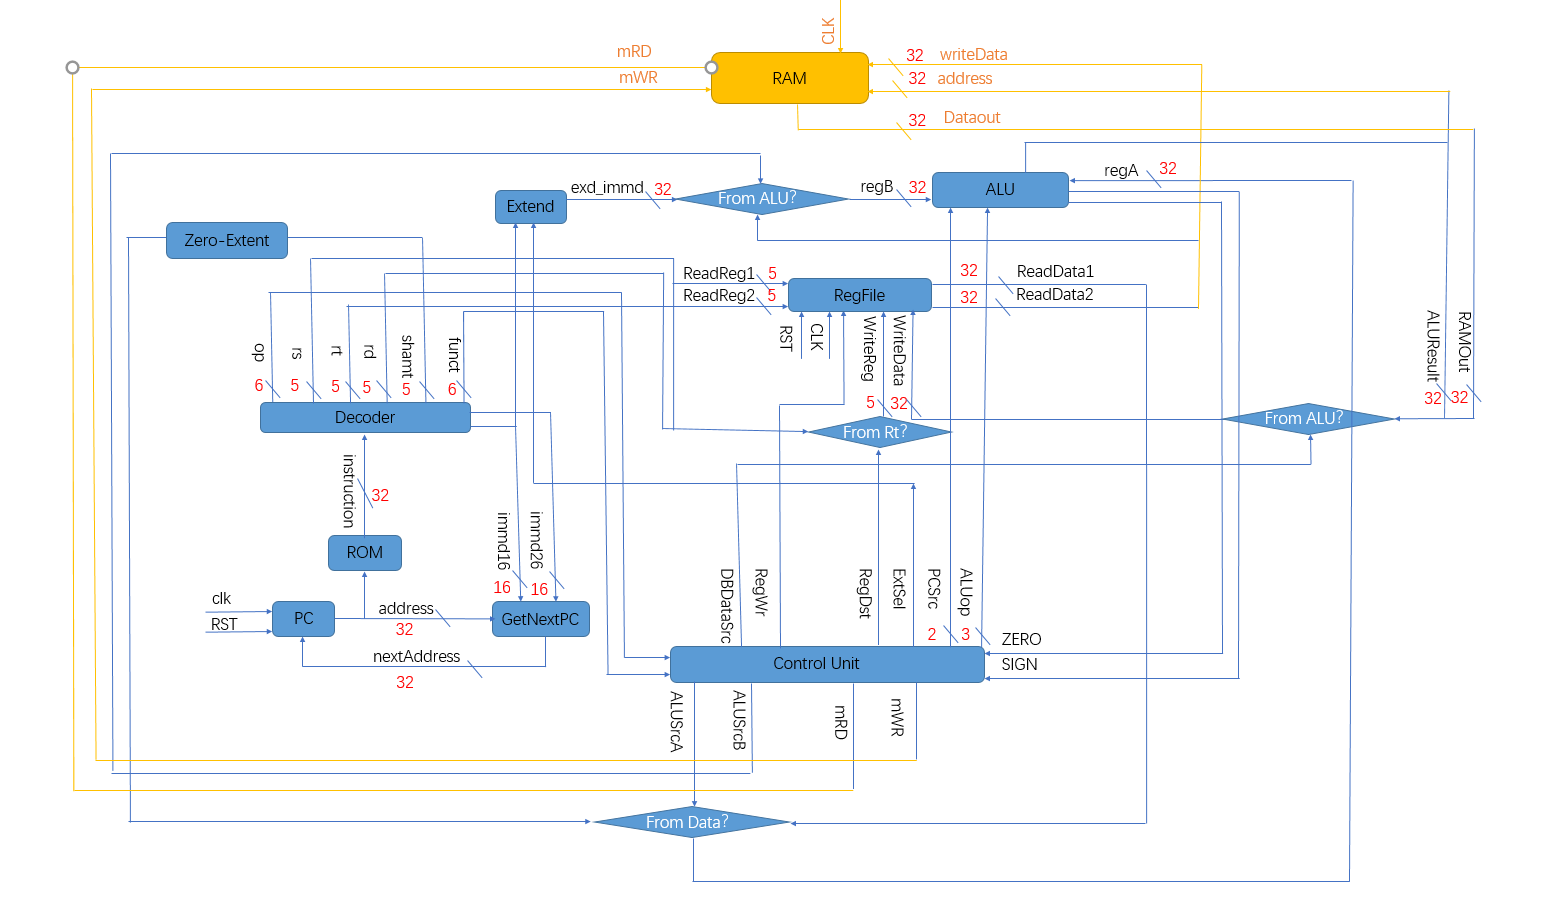 CLK
mRD
mWR
RAM
32 writeData
32 address
32 Dataout
exd_immd 32
From ALU?
regB 32
ALU
regA 32
Extend
Zero-Extent
ReadReg1 5
ReadReg2 5
RegFile
32 ReadData1
32 ReadData2
RST
CLK
WriteReg
WriteData
5
32
ALUResult
RAMOut
32
32
op
rs
rt
rd
shamt
funct
6
5
5
5
5
6
Decoder
From Rt?
From ALU?
instruction
32
ROM
immd16
immd26
16
16
clk
RST
PC
address
32
GetNextPC
nextAddress
32
DBDataSrc
RegWr
RegDst
ExtSel
PCSrc
ALUop
2
3
ZERO
SIGN
Control Unit
ALUSrcA
ALUSrcB
mRD
mWR
From Data?